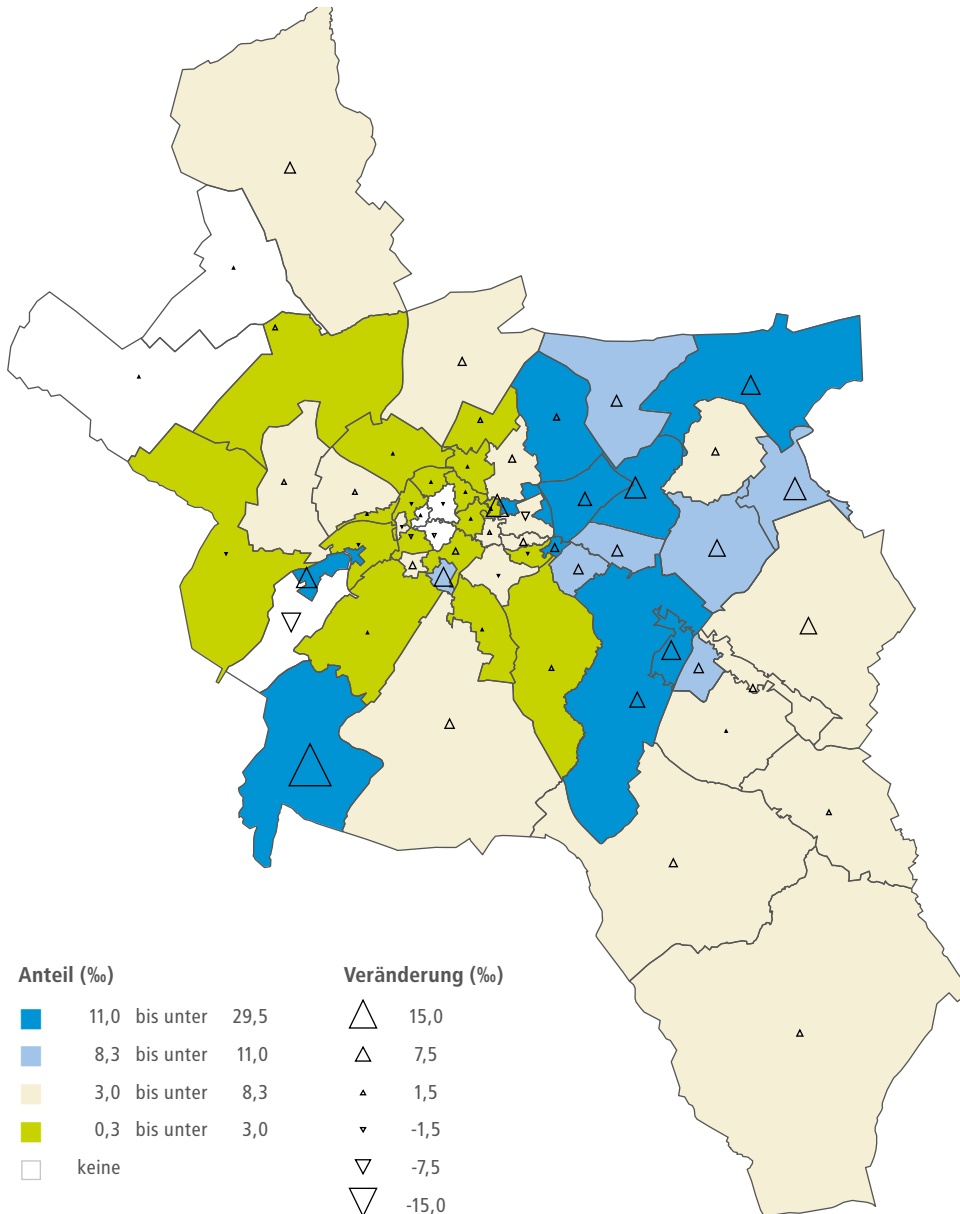 Anteil (‰)
11,0 bis unter 29,5
8,3 bis unter 11,0
3,0 bis unter 8,3
0,3 bis unter 3,0
keine
Veränderung (‰)
15,0
7,5
1,5
-1,5
-7,5
-15,0